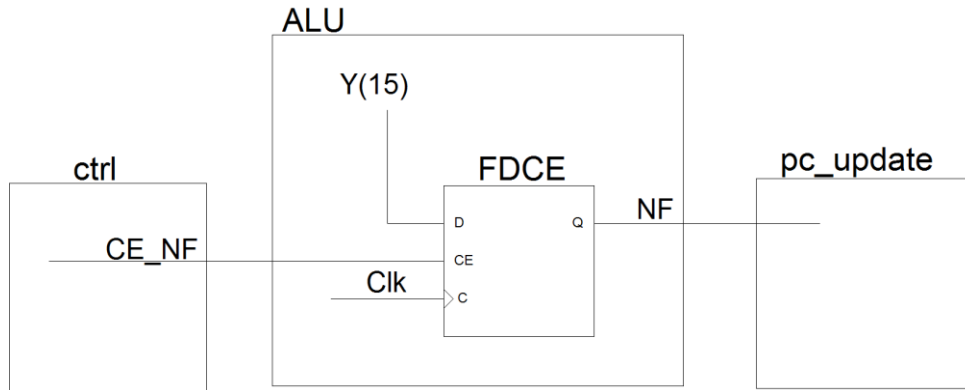 ALU
Y(15)
ctrl
FDCE
pc_update
D
Q
NF
CE_NF
CE
Clk
C